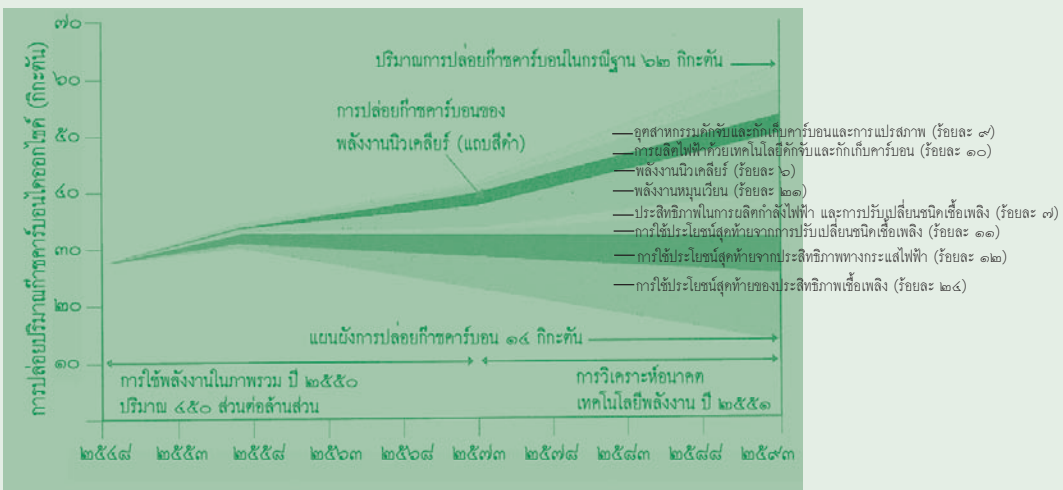 การปล่อยปริมาณก๊าซคาร์บอนไดออกไซด์ (กิกะตัน)
๗๐
๖๐
๕๐
๔๐
๓๐
๒๐
๑๐
ปริมาณการปล่อยก๊าซคาร์บอนในกรณีฐาน ๖๒ กิกะตัน
การปล่อยก๊าซคาร์บอนของ
พลังงานนิวเคลียร์ (แถบสีดำ)
อุตสาหกรรมดักจับและกักเก็บคาร์บอนและการแปรสภาพ (ร้อยละ ๙)
การผลิตไฟฟ้าด้วยเทคโนโลยีดักจับและกักเก็บคาร์บอน (ร้อยละ ๑๐)
พลังงานนิวเคลียร์ (ร้อยละ ๖)
พลังงานหมุนเวียน (ร้อยละ ๒๑)
ประสิทธิภาพในการผลิตกำลังไฟฟ้า และการปรับเปลี่ยนชนิดเชื้อเพลิง (ร้อยละ ๗)
การใช้ประโยชน์สุดท้ายจากการปรับเปลี่ยนชนิดเชื้อเพลิง (ร้อยละ ๑๑)
การใช้ประโยชน์สุดท้ายจากประสิทธิภาพทางกระแสไฟฟ้า (ร้อยละ ๑๒)
การใช้ประโยชน์สุดท้ายของประสิทธิภาพเชื้อเพลิง (ร้อยละ ๒๔)
แผนผังการปล่อยก๊าซคาร์บอน ๑๔ กิกะตัน
การใช้พลังงานในภาพรวม ปี ๒๕๕๐
ปริมาณ ๔๕๐ ส่วนต่อล้านส่วน
การวิเคราะห์อนาคต
เทคโนโลยีพลังงาน ปี ๒๕๕๑
๒๕๔๘ ๒๕๕๓ ๒๕๕๘ ๒๕๖๓ ๒๕๖๘ ๒๕๗๓ ๒๕๗๘ ๒๕๘๓ ๒๕๘๘ ๒๕๙๓